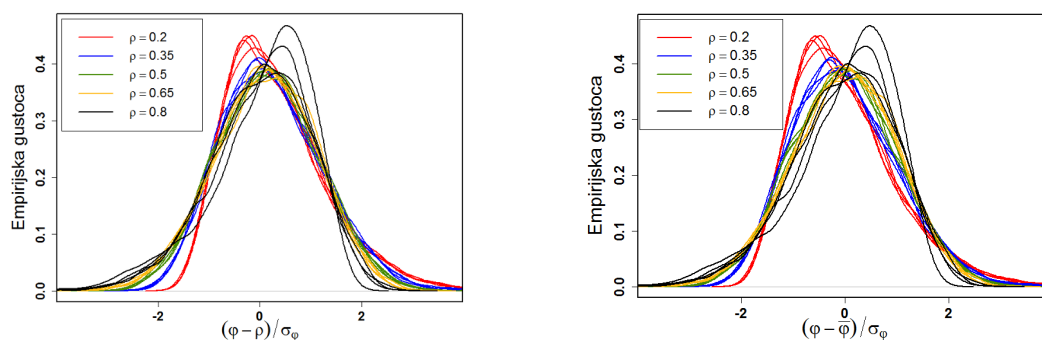 ρ = 0.2
ρ = 0.35
ρ = 0.5
ρ = 0.65
ρ = 0.8
Empirijska gustoca
0.0
0.1
0.2
0.3
0.4
-2
0
2
(φ − ρ) / σφ
ρ = 0.2
ρ = 0.35
ρ = 0.5
ρ = 0.65
ρ = 0.8
Empirijska gustoca
0.0
0.1
0.2
0.3
0.4
-2
0
2
(φ − φ̅) / σφ